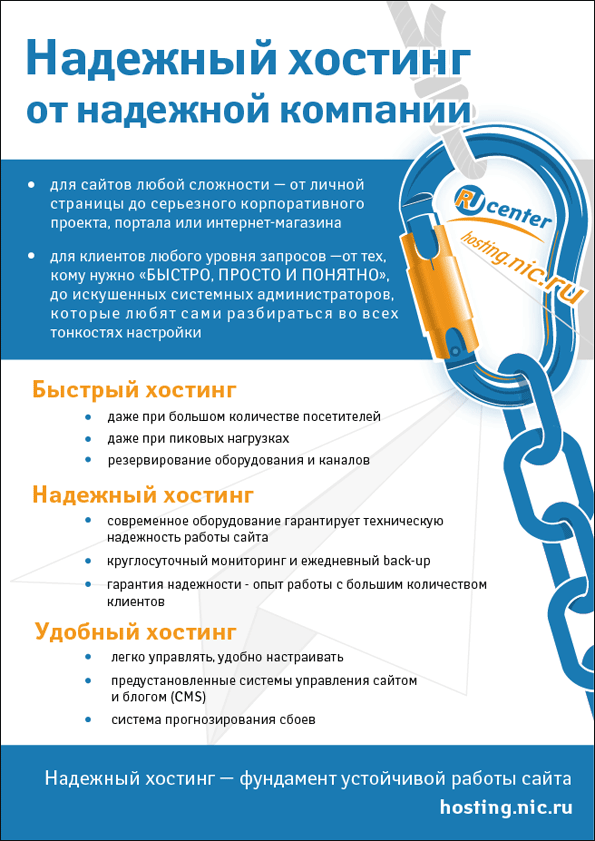 Надежный хостинг
от надежной компании
• для сайтов любой сложности — от личной
страницы до серьезного корпоративного
проекта, портала или интернет-магазина
• для клиентов любого уровня запросов —от тех,
кому нужно «БЫСТРО, ПРОСТО И ПОНЯТНО»,
до искушенных системных администраторов,
которые любят сами разбираться во всех
тонкостях настройки
RU center
hosting.nic.ru
Быстрый хостинг
• даже при большом количестве посетителей
• даже при пиковых нагрузках
• резервирование оборудования и каналов
Надежный хостинг
• современное оборудование гарантирует техническую
надежность работы сайта
• круглосуточный мониторинг и ежедневный back-up
• гарантия надежности - опыт работы с большим количеством
клиентов
Удобный хостинг
• легко управлять, удобно настраивать
• предустановленные системы управления сайтом
и блогом (CMS)
• система прогнозирования сбоев
Надежный хостинг — фундамент устойчивой работы сайта
hosting.nic.ru